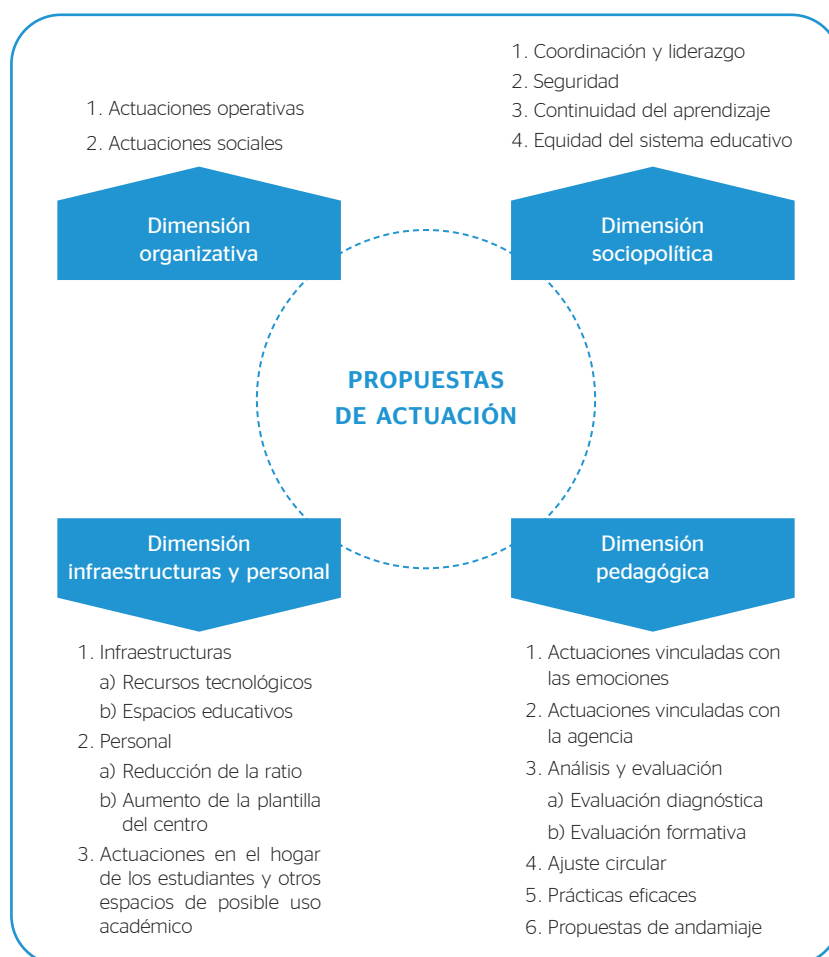 1. Actuaciones operativas
2. Actuaciones sociales
Dimensión
organizativa
1. Coordinación y liderazgo
2. Seguridad
3. Continuidad del aprendizaje
4. Equidad del sistema educativo
Dimensión
sociopolítica
PROPUESTAS
DE ACTUACIÓN
Dimensión
infraestructuras y personal
1. Infraestructuras
a) Recursos tecnológicos
b) Espacios educativos
2. Personal
a) Reducción de la ratio
b) Aumento de la plantilla
del centro
3. Actuaciones en el hogar
de los estudiantes y otros
espacios de posible uso
académico
Dimensión
pedagógica
1. Actuaciones vinculadas con
las emociones
2. Actuaciones vinculadas con
la agencia
3. Análisis y evaluación
a) Evaluación diagnóstica
b) Evaluación formativa
4. Ajuste circular
5. Prácticas eficaces
6. Propuestas de andamiaje